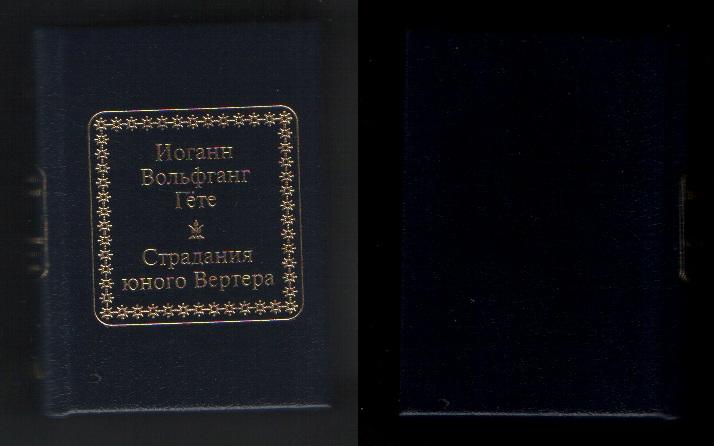 Иоганн
Вольфганг
Гёте
Страдания
юного Вертера